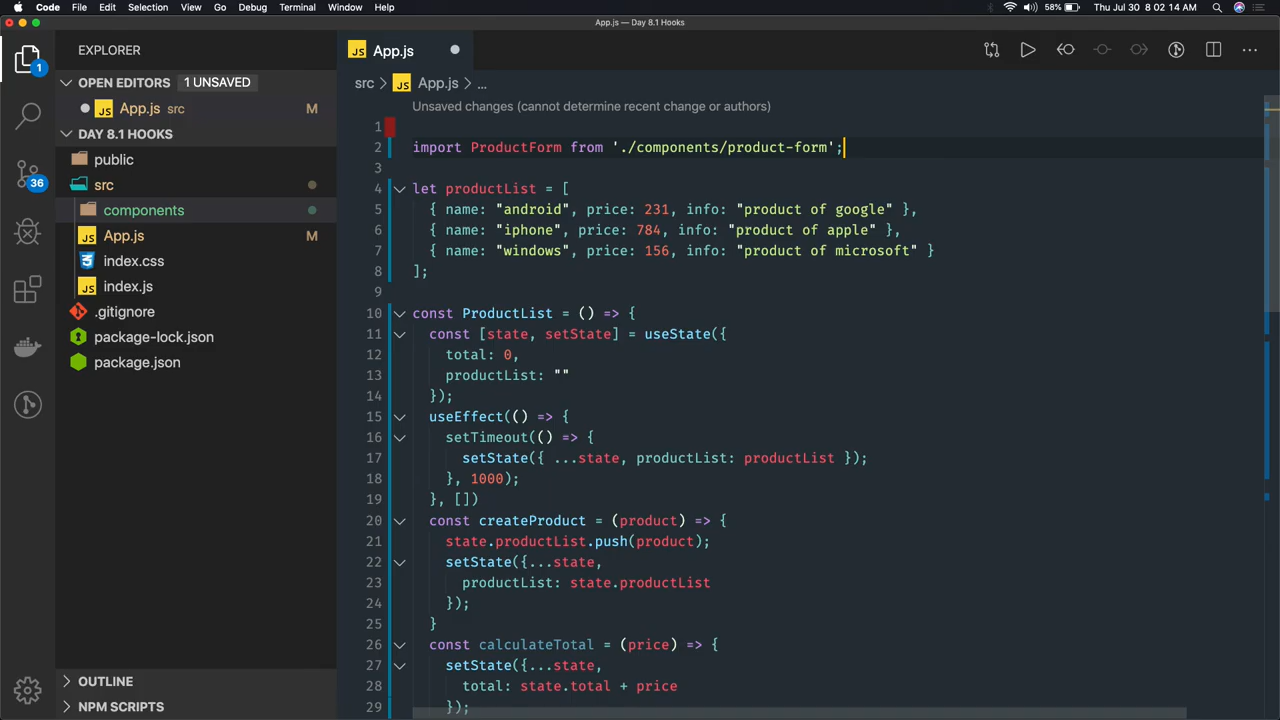 Code File Edit Selection View Go Debug Terminal Window Help 58% Thu Jul 30 8 02 14 AM
App.js — Day 8.1 Hooks
EXPLORER
OPEN EDITORS 1 UNSAVED
App.js src M
DAY 8.1 HOOKS
public
src
components
App.js M
index.css
index.js
.gitignore
package-lock.json
package.json
OUTLINE
NPM SCRIPTS
1
36
JS App.js
src > JS App.js > ...
Unsaved changes (cannot determine recent change or authors)
1
2 import ProductForm from './components/product-form';
3
4 let productList = [
5 { name: "android", price: 231, info: "product of google" },
6 { name: "iphone", price: 784, info: "product of apple" },
7 { name: "windows", price: 156, info: "product of microsoft" }
8 ];
9
10 const ProductList = () => {
11 const [state, setState] = useState({
12 total: 0,
13 productList: ""
14 });
15 useEffect(() => {
16 setTimeout(() => {
17 setState({ ...state, productList: productList });
18 }, 1000);
19 }, [])
20 const createProduct = (product) => {
21 state.productList.push(product);
22 setState({...state,
23 productList: state.productList
24 });
25 }
26 const calculateTotal = (price) => {
27 setState({...state,
28 total: state.total + price
29 });